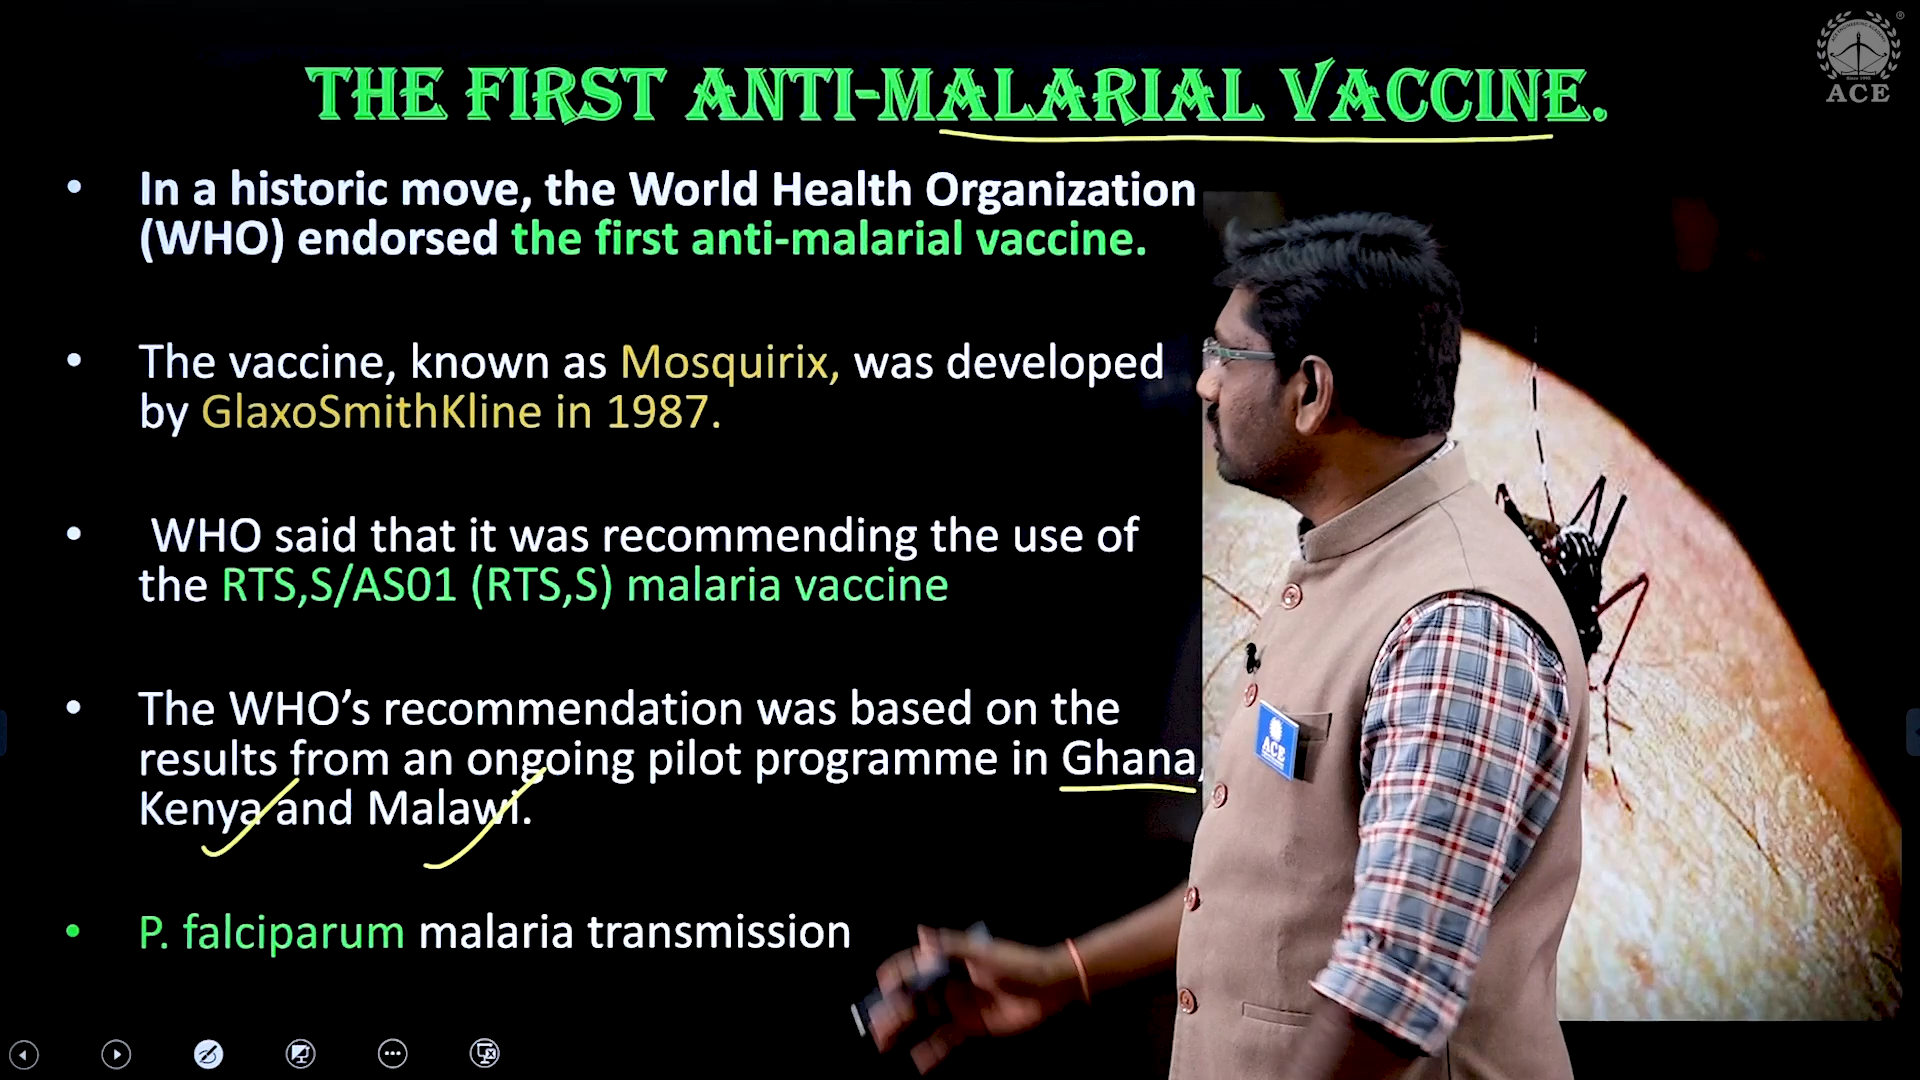 THE FIRST ANTI-MALARIAL VACCINE.
ACE
• In a historic move, the World Health Organization
(WHO) endorsed the first anti-malarial vaccine.
• The vaccine, known as Mosquirix, was developed
by GlaxoSmithKline in 1987.
• WHO said that it was recommending the use of
the RTS,S/AS01 (RTS,S) malaria vaccine
• The WHO’s recommendation was based on the
results from an ongoing pilot programme in Ghana,
Kenya and Malawi.
ACE
• P. falciparum malaria transmission